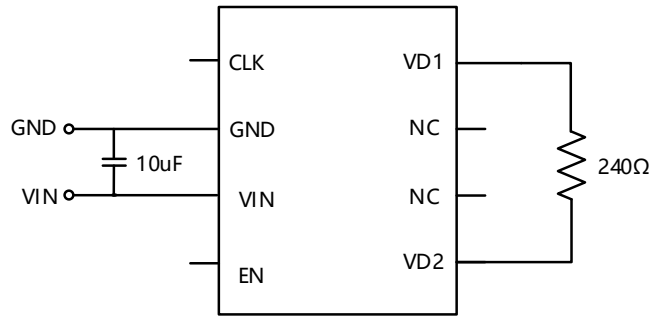 CLK
VD1
GND
GND
NC
10uF
240Ω
VIN
VIN
NC
EN
VD2